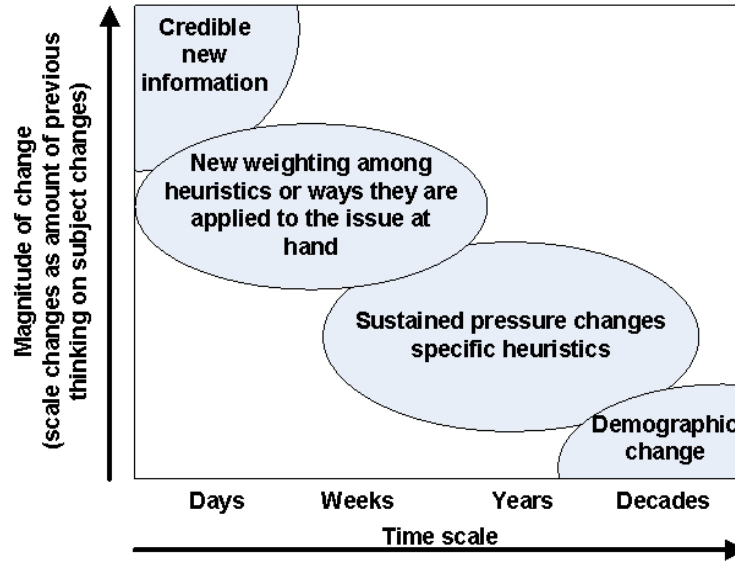 Magnitude of change
(scale changes as amount of previous
thinking on subject changes)
Credible
new
information
New weighting among
heuristics or ways they are
applied to the issue at
hand
Sustained pressure changes
specific heuristics
Demographic
change
Days
Weeks
Years
Decades
Time scale